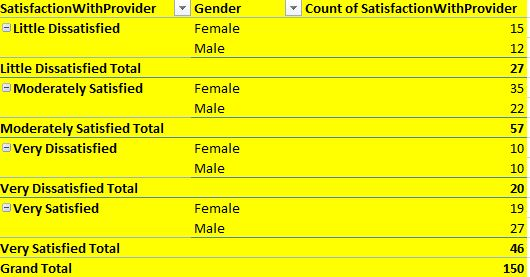 SatisfactionWithProvider Gender Count of SatisfactionWithProvider
Little Dissatisfied Female 15
Male 12
Little Dissatisfied Total 27
Moderately Satisfied Female 35
Male 22
Moderately Satisfied Total 57
Very Dissatisfied Female 10
Male 10
Very Dissatisfied Total 20
Very Satisfied Female 19
Male 27
Very Satisfied Total 46
Grand Total 150